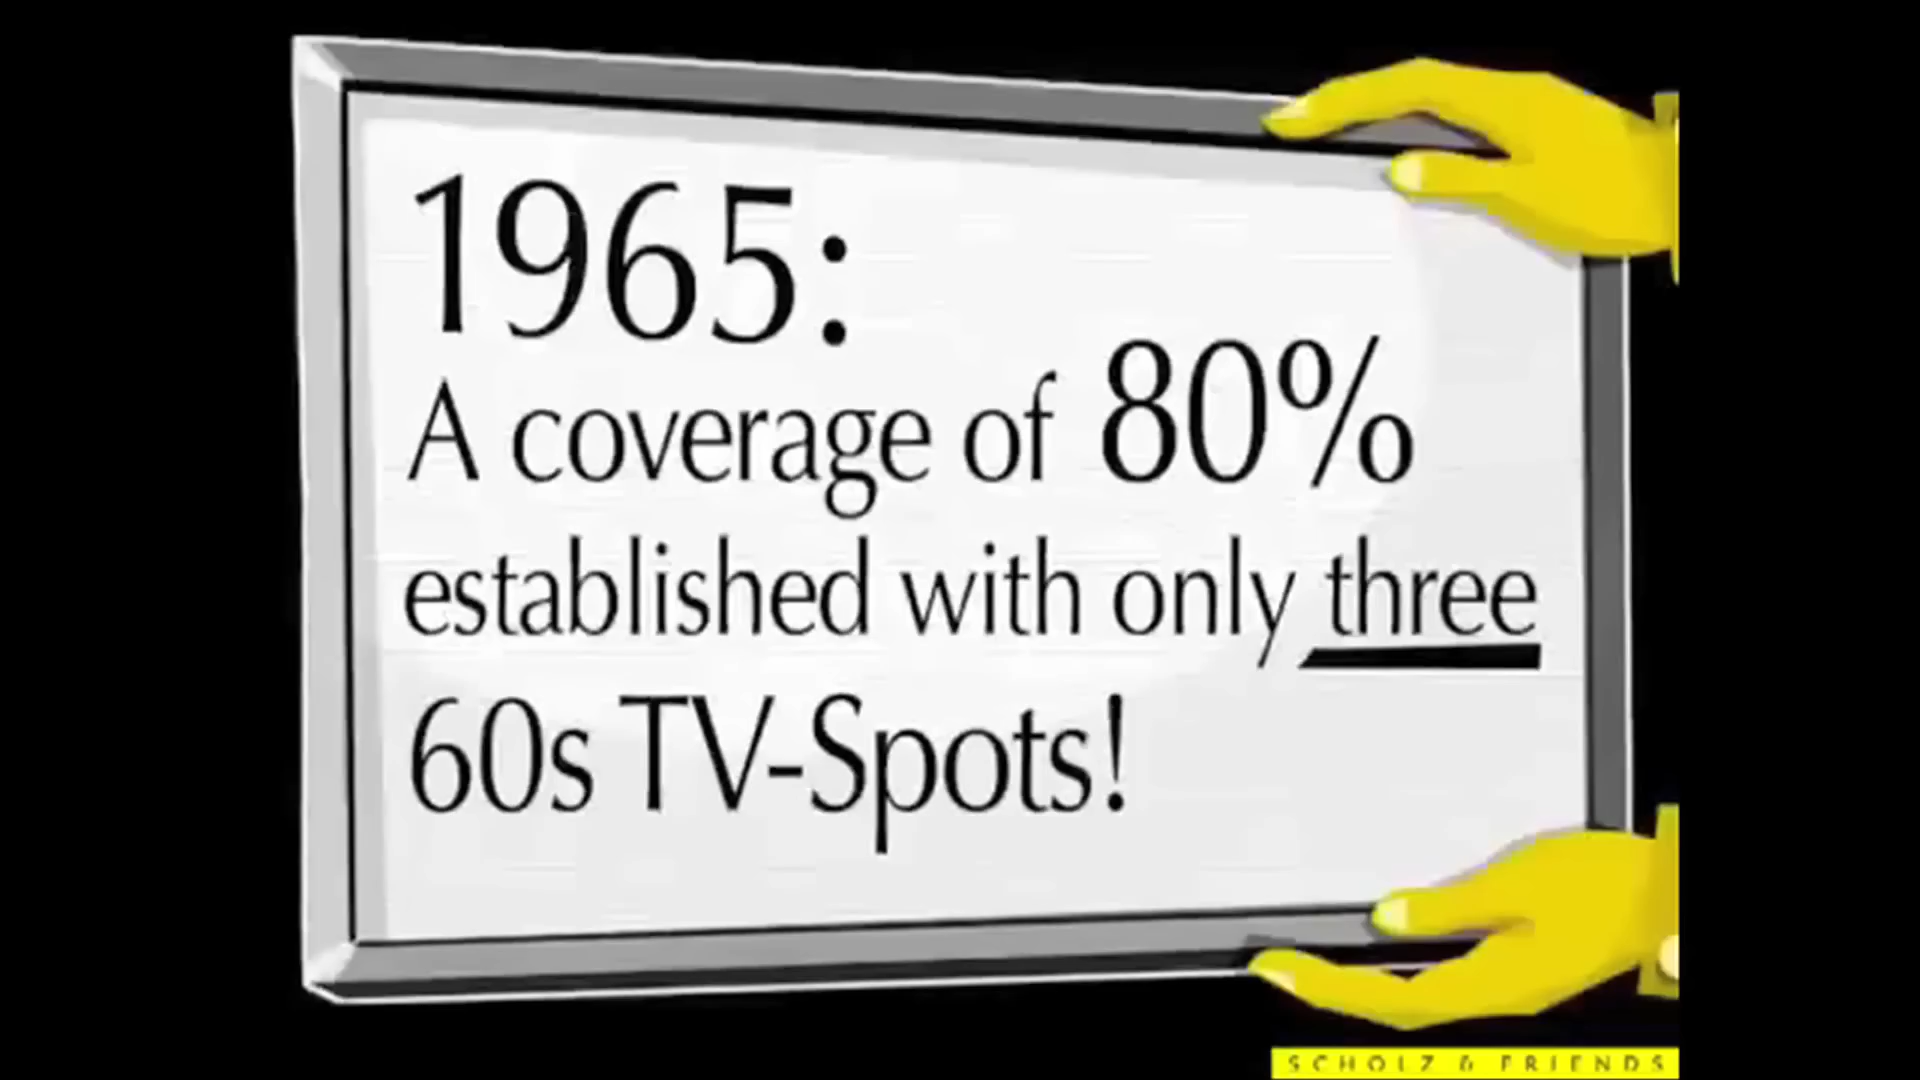 1965:
A coverage of 80%
established with only three
60s TV-Spots!
SCHOLZ & FRIENDS